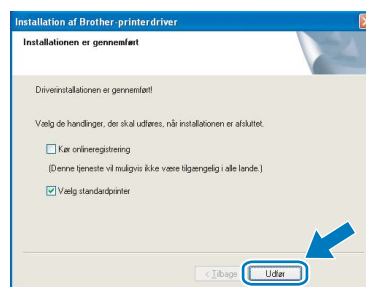 Installation af Brother-printerdriver
Installationen er gennemført
Driverinstallationen er gennemført!
Vælg de handlinger, der skal udføres, når installationen er afsluttet.
Kør onlineregistrering
(Denne tjeneste vil muligvis ikke være tilgængelig i alle lande.)
Vælg standardprinter
< Tilbage
Udfør